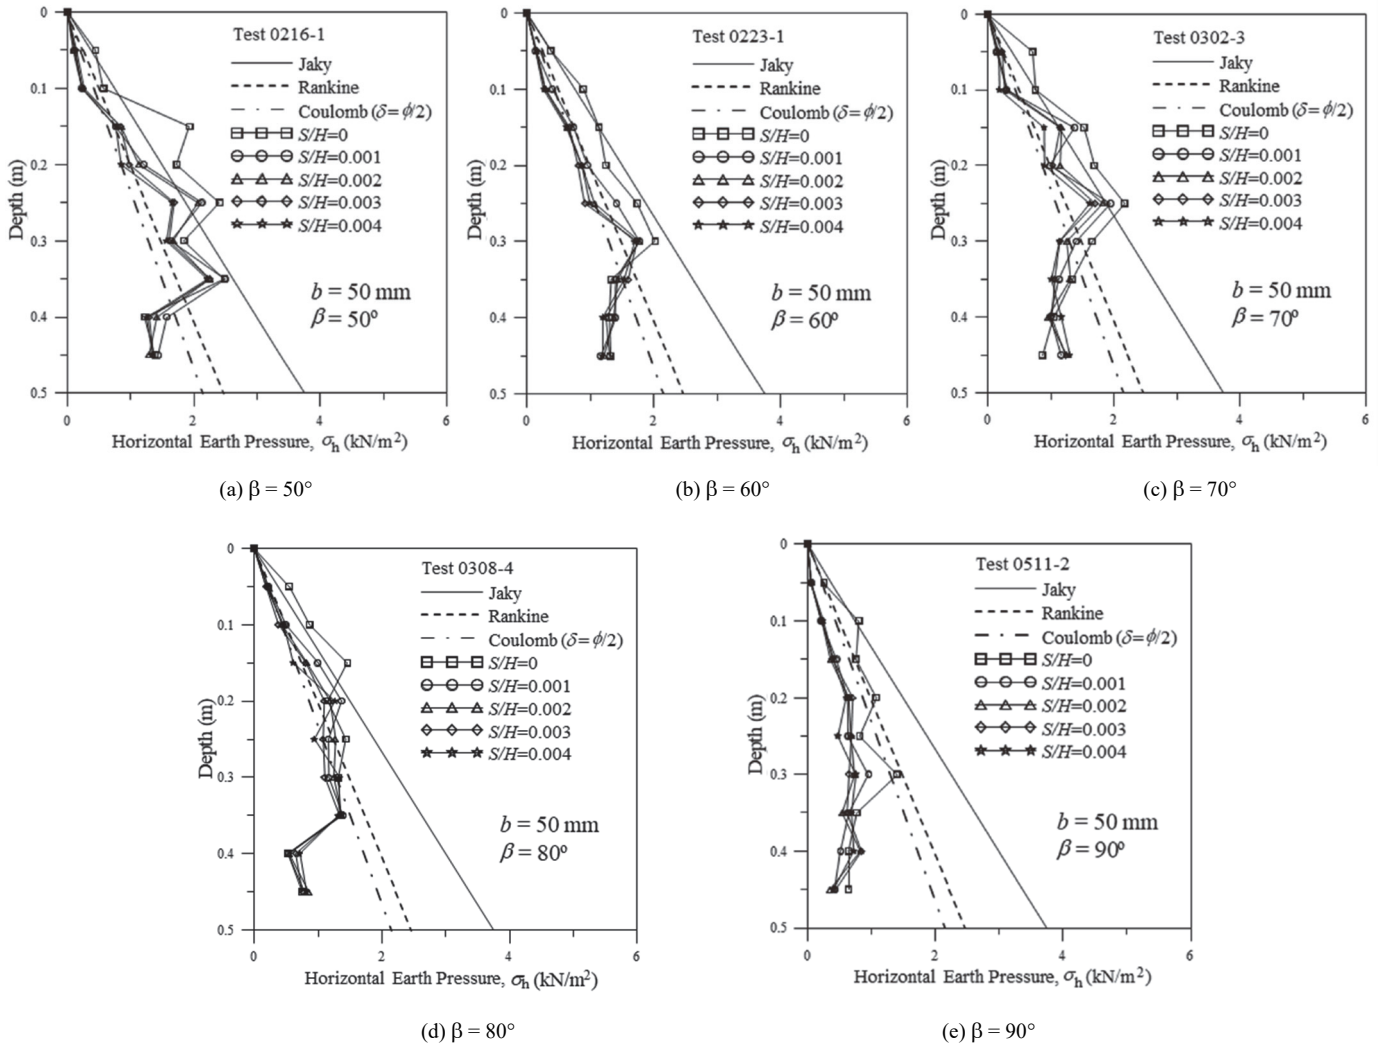 Test 0216-1
Jaky
Rankine
Coulomb (δ=ϕ/2)
S/H=0
S/H=0.001
S/H=0.002
S/H=0.003
S/H=0.004
b = 50 mm
β = 50º
0
0.1
0.2
0.3
0.4
0.5
Depth (m)
0 2 4 6
Horizontal Earth Pressure, σh (kN/m²)
(a) β = 50°
Test 0223-1
Jaky
Rankine
Coulomb (δ=ϕ/2)
S/H=0
S/H=0.001
S/H=0.002
S/H=0.003
S/H=0.004
b = 50 mm
β = 60º
0
0.1
0.2
0.3
0.4
0.5
Depth (m)
0 2 4 6
Horizontal Earth Pressure, σh (kN/m²)
(b) β = 60°
Test 0302-3
Jaky
Rankine
Coulomb (δ=ϕ/2)
S/H=0
S/H=0.001
S/H=0.002
S/H=0.003
S/H=0.004
b = 50 mm
β = 70º
0
0.1
0.2
0.3
0.4
0.5
Depth (m)
0 2 4 6
Horizontal Earth Pressure, σh (kN/m²)
(c) β = 70°
Test 0308-4
Jaky
Rankine
Coulomb (δ=ϕ/2)
S/H=0
S/H=0.001
S/H=0.002
S/H=0.003
S/H=0.004
b = 50 mm
β = 80º
0
0.1
0.2
0.3
0.4
0.5
Depth (m)
0 2 4 6
Horizontal Earth Pressure, σh (kN/m²)
(d) β = 80°
Test 0511-2
Jaky
Rankine
Coulomb (δ=ϕ/2)
S/H=0
S/H=0.001
S/H=0.002
S/H=0.003
S/H=0.004
b = 50 mm
β = 90º
0
0.1
0.2
0.3
0.4
0.5
Depth (m)
0 2 4 6
Horizontal Earth Pressure, σh (kN/m²)
(e) β = 90°